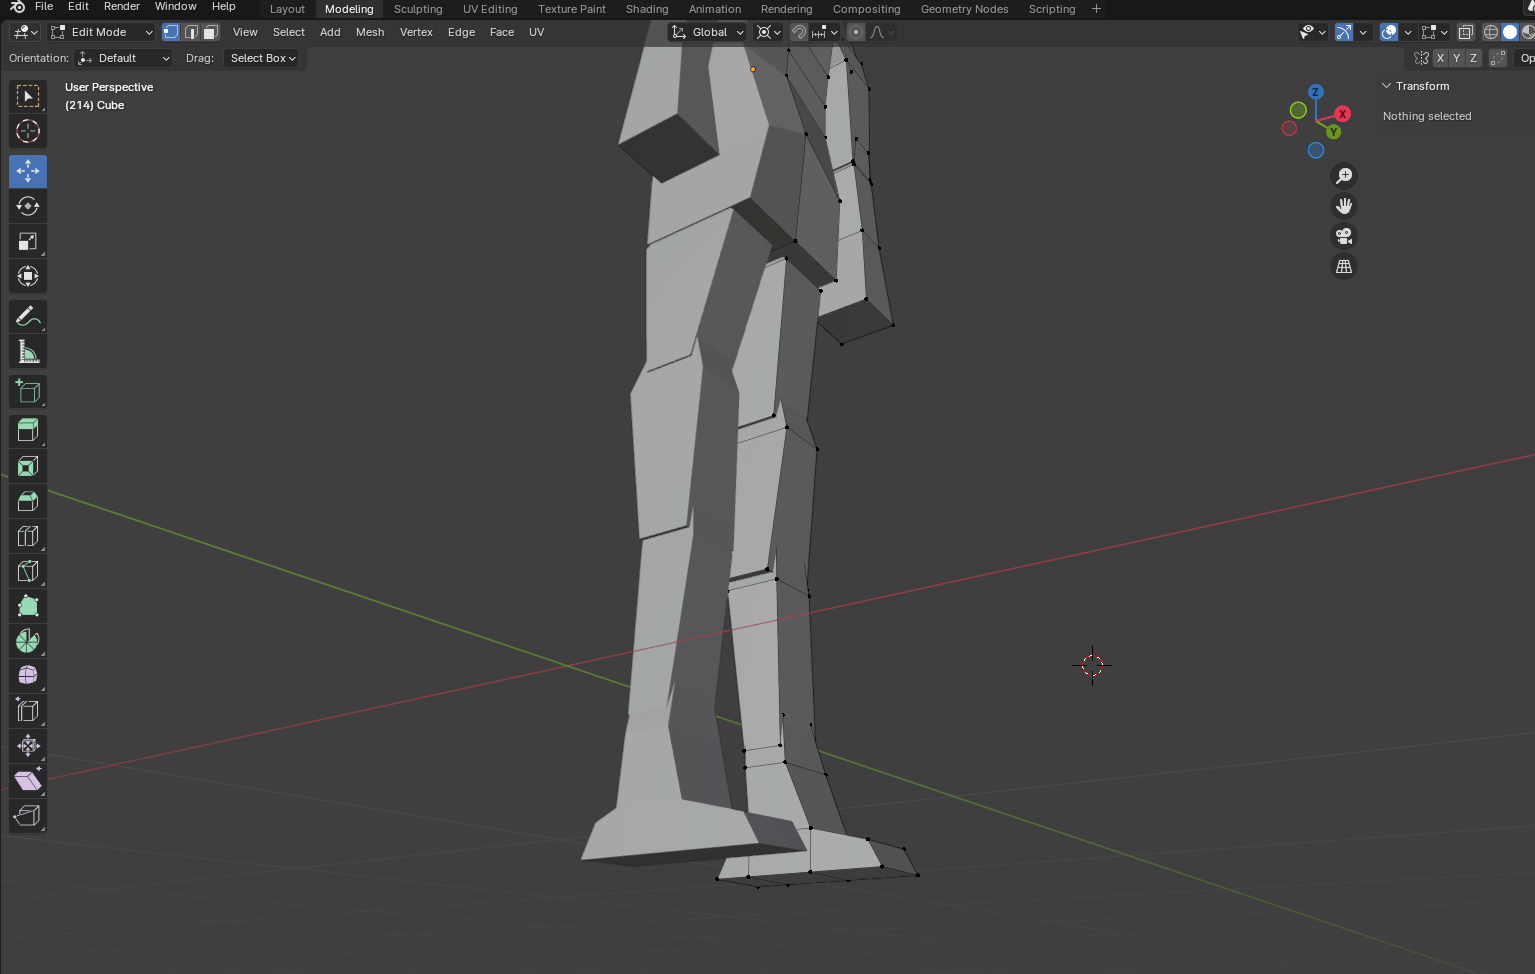 File Edit Render Window Help Layout Modeling Sculpting UV Editing Texture Paint Shading Animation Rendering Compositing Geometry Nodes Scripting +
Edit Mode View Select Add Mesh Vertex Edge Face UV Global
Orientation: Default Drag: Select Box X Y Z Op
User Perspective
(214) Cube
Transform
Nothing selected
Z
X
Y